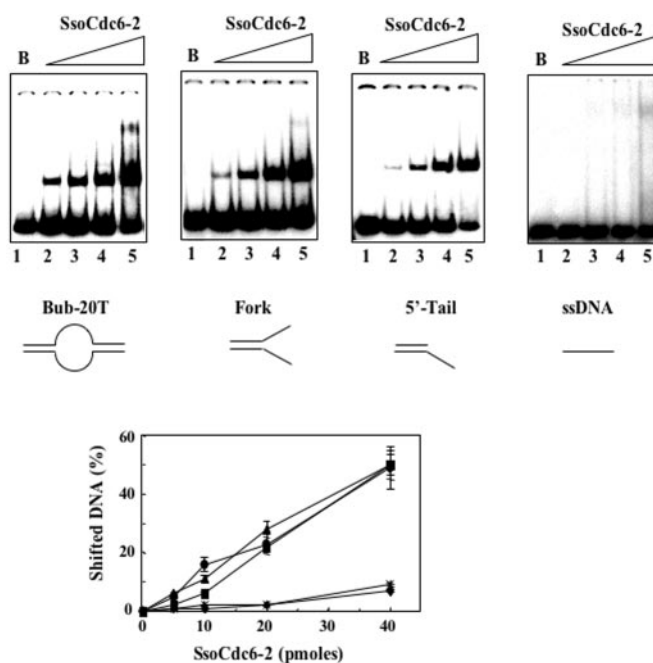 SsoCdc6-2 SsoCdc6-2 SsoCdc6-2 SsoCdc6-2
B B B B
1 2 3 4 5 1 2 3 4 5 1 2 3 4 5 1 2 3 4 5
Bub-20T Fork 5'-Tail ssDNA
60
40
20
0
Shifted DNA (%)
0 10 20 30 40
SsoCdc6-2 (pmoles)